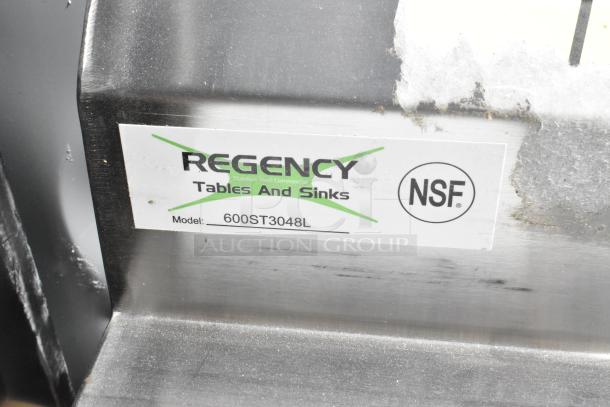 REGENCY
Tables And Sinks
NSF®
Model: 600ST3048L
AUCTION GROUP